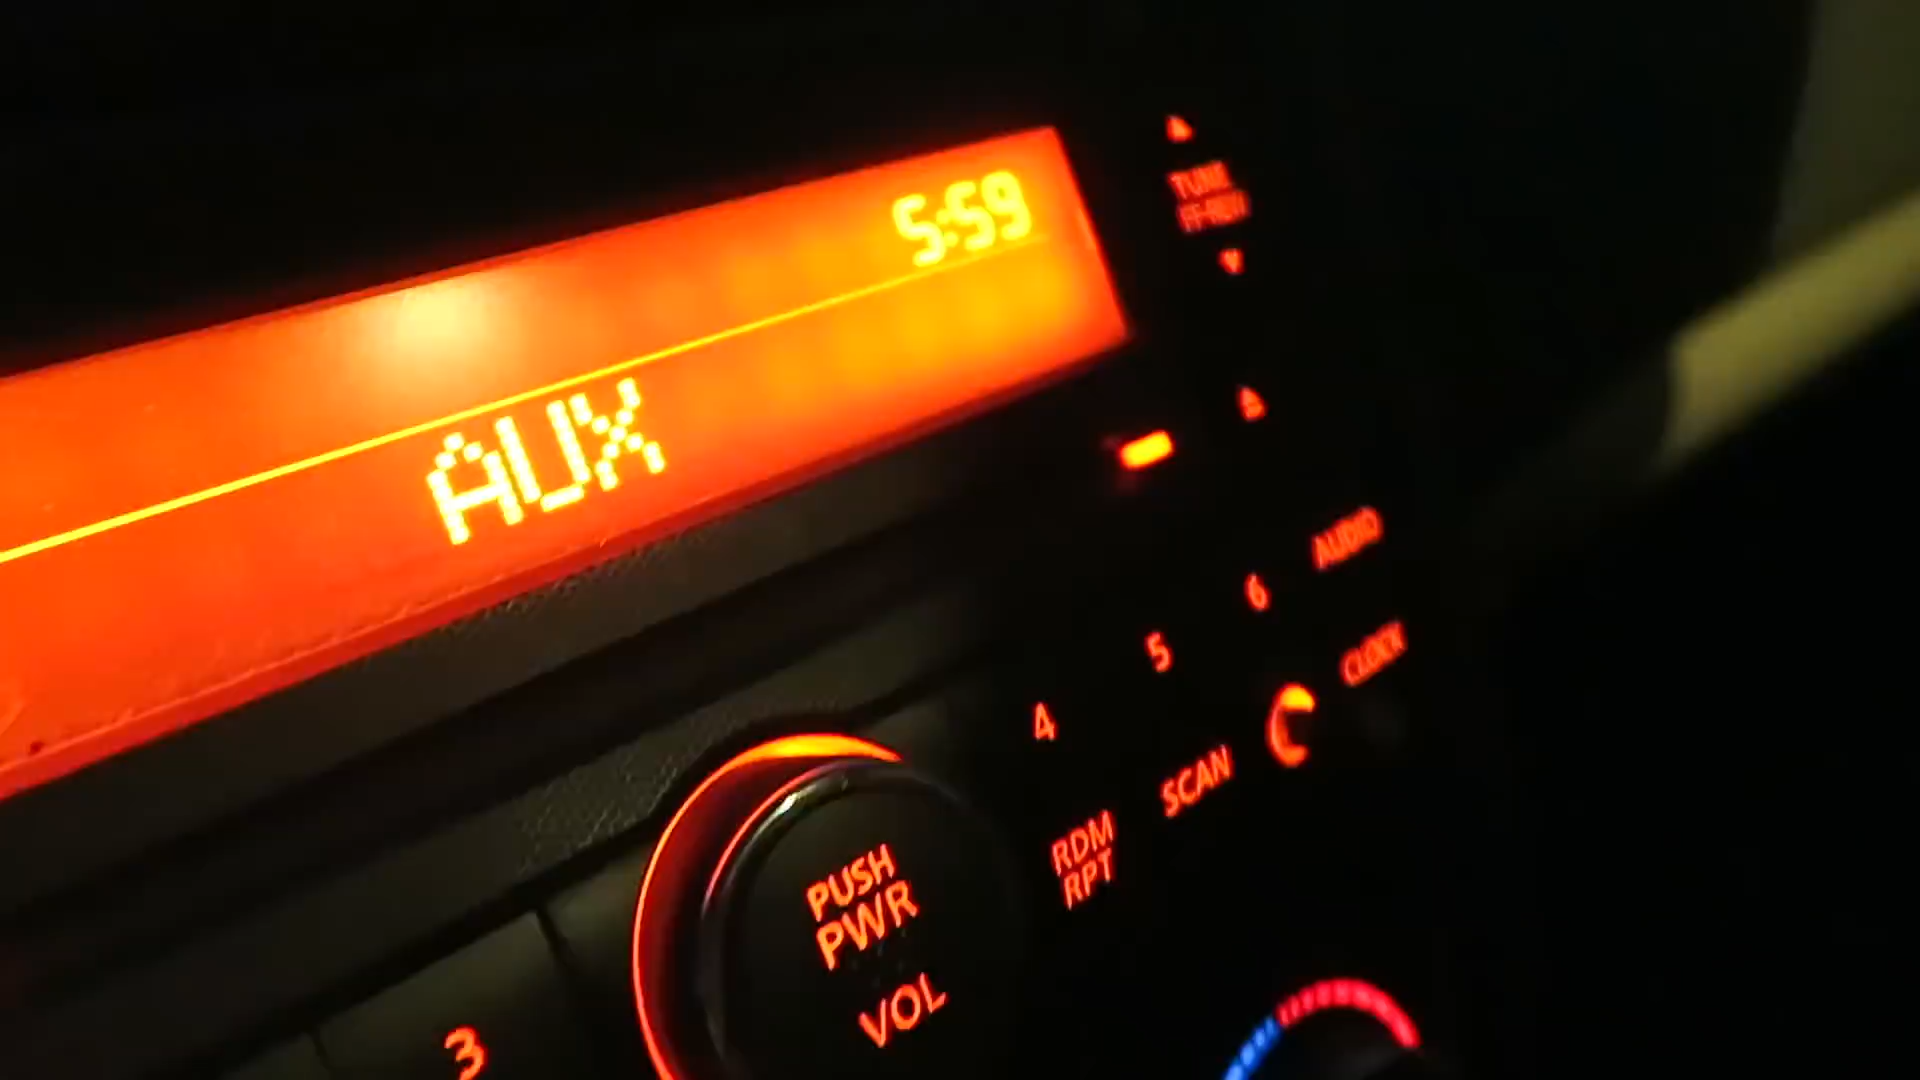 5:59
AUX
TUNE
FF·REW
AUDIO
6
5
CLOCK
4
SCAN
RDM
RPT
PUSH
PWR
VOL
3